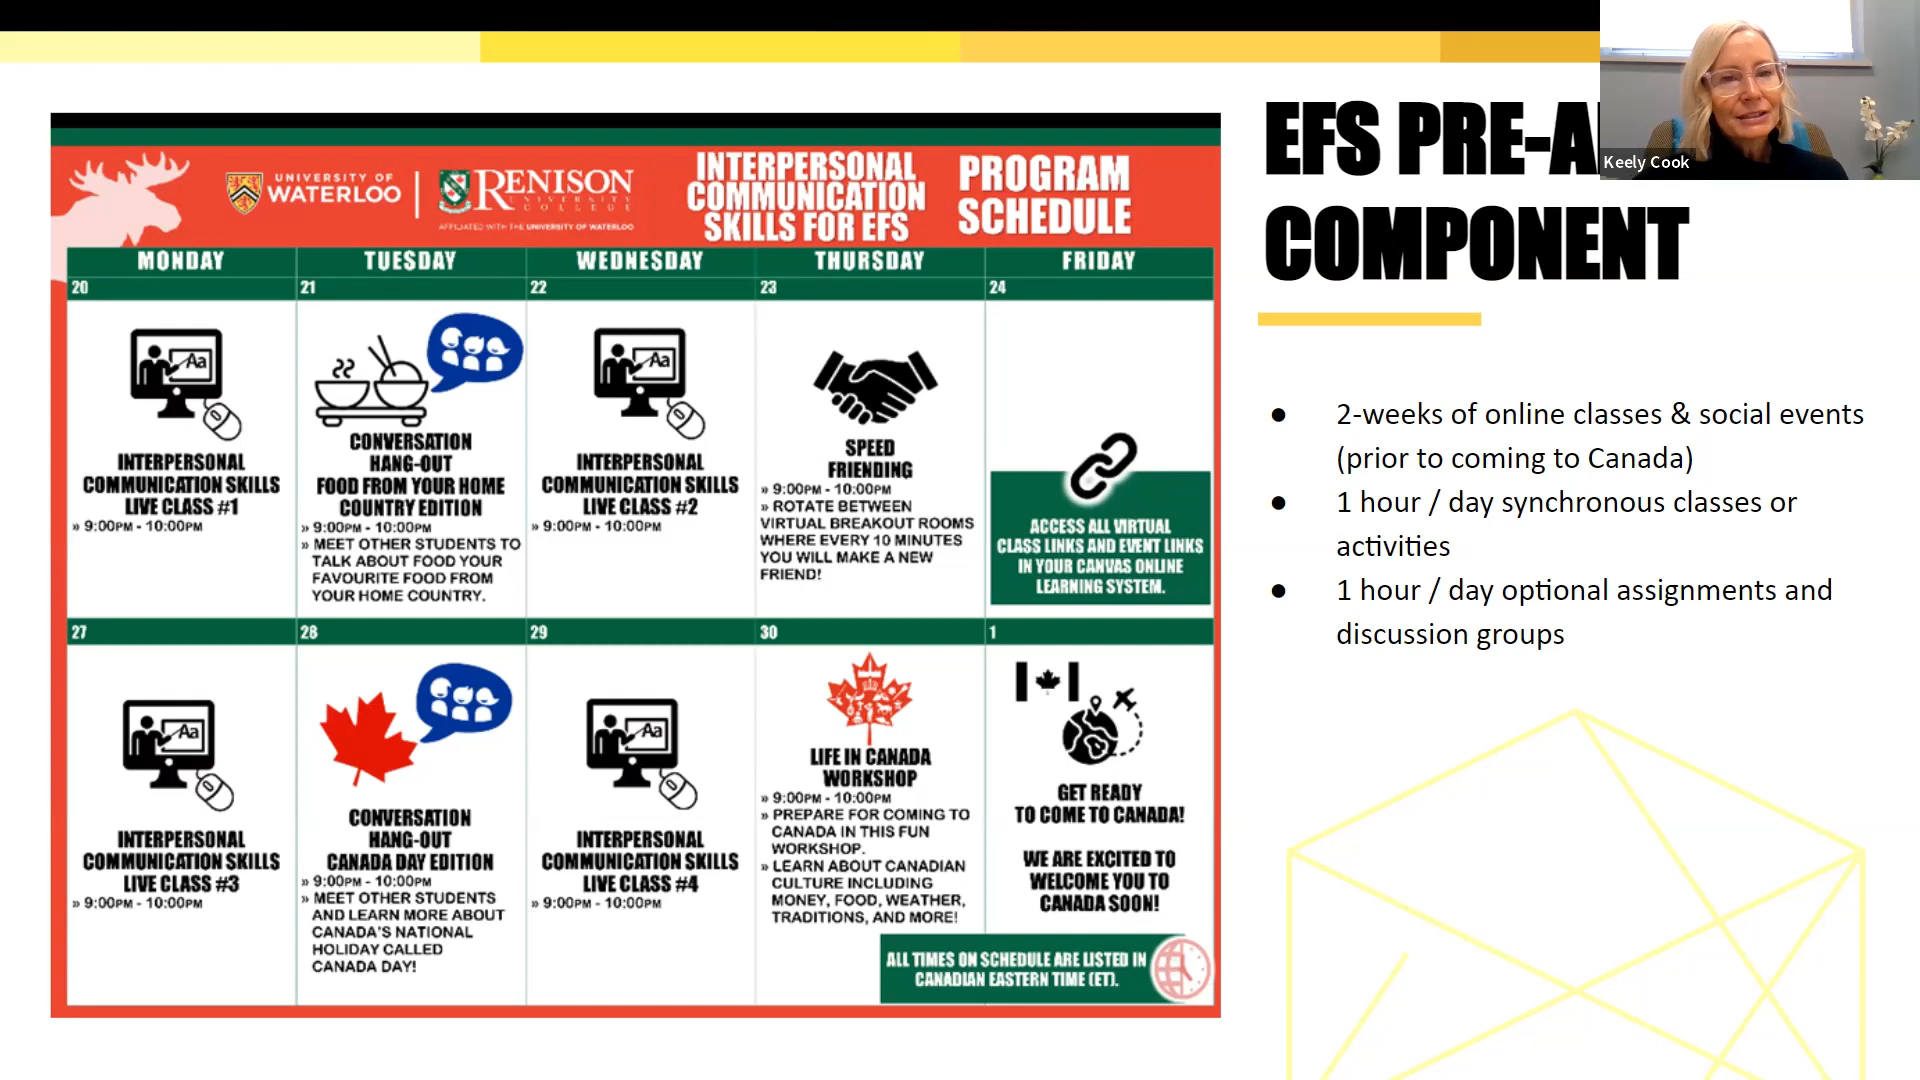 UNIVERSITY OF
WATERLOO
RENISON
UNIVERSITY
COLLEGE
AFFILIATED WITH THE UNIVERSITY OF WATERLOO
INTERPERSONAL
COMMUNICATION
SKILLS FOR EFS
PROGRAM
SCHEDULE
MONDAY
TUESDAY
WEDNESDAY
THURSDAY
FRIDAY
20
21
22
23
24
Aa
INTERPERSONAL
COMMUNICATION SKILLS
LIVE CLASS #1
» 9:00PM - 10:00PM
CONVERSATION
HANG-OUT
FOOD FROM YOUR HOME
COUNTRY EDITION
» 9:00PM - 10:00PM
» MEET OTHER STUDENTS TO
TALK ABOUT FOOD YOUR
FAVOURITE FOOD FROM
YOUR HOME COUNTRY.
Aa
INTERPERSONAL
COMMUNICATION SKILLS
LIVE CLASS #2
» 9:00PM - 10:00PM
SPEED
FRIENDING
» 9:00PM - 10:00PM
» ROTATE BETWEEN
VIRTUAL BREAKOUT ROOMS
WHERE EVERY 10 MINUTES
YOU WILL MAKE A NEW
FRIEND!
ACCESS ALL VIRTUAL
CLASS LINKS AND EVENT LINKS
IN YOUR CANVAS ONLINE
LEARNING SYSTEM.
27
28
29
30
1
Aa
INTERPERSONAL
COMMUNICATION SKILLS
LIVE CLASS #3
» 9:00PM - 10:00PM
CONVERSATION
HANG-OUT
CANADA DAY EDITION
» 9:00PM - 10:00PM
» MEET OTHER STUDENTS
AND LEARN MORE ABOUT
CANADA'S NATIONAL
HOLIDAY CALLED
CANADA DAY!
Aa
INTERPERSONAL
COMMUNICATION SKILLS
LIVE CLASS #4
» 9:00PM - 10:00PM
LIFE IN CANADA
WORKSHOP
» 9:00PM - 10:00PM
» PREPARE FOR COMING TO
CANADA IN THIS FUN
WORKSHOP.
» LEARN ABOUT CANADIAN
CULTURE INCLUDING
MONEY, FOOD, WEATHER,
TRADITIONS, AND MORE!
GET READY
TO COME TO CANADA!
WE ARE EXCITED TO
WELCOME YOU TO
CANADA SOON!
ALL TIMES ON SCHEDULE ARE LISTED IN
CANADIAN EASTERN TIME (ET).
EFS PRE-A
COMPONENT
Keely Cook
● 2-weeks of online classes & social events
(prior to coming to Canada)
● 1 hour / day synchronous classes or
activities
● 1 hour / day optional assignments and
discussion groups